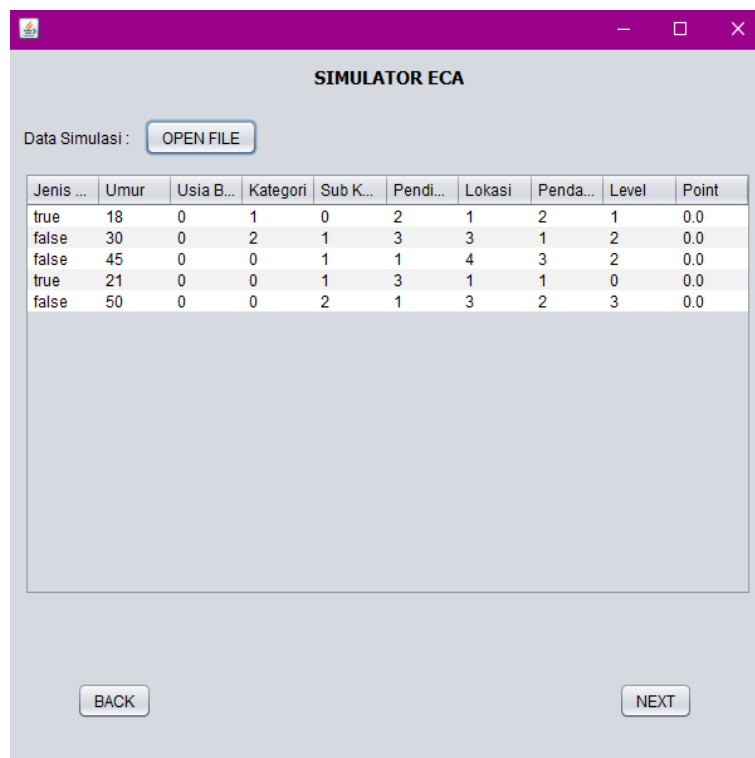 SIMULATOR ECA
Data Simulasi : OPEN FILE
Jenis ... Umur Usia B... Kategori Sub K... Pendi... Lokasi Penda... Level Point
true 18 0 1 0 2 1 2 1 0.0
false 30 0 2 1 3 3 1 2 0.0
false 45 0 0 1 1 4 3 2 0.0
true 21 0 0 1 3 1 1 0 0.0
false 50 0 0 2 1 3 2 3 0.0
BACK NEXT